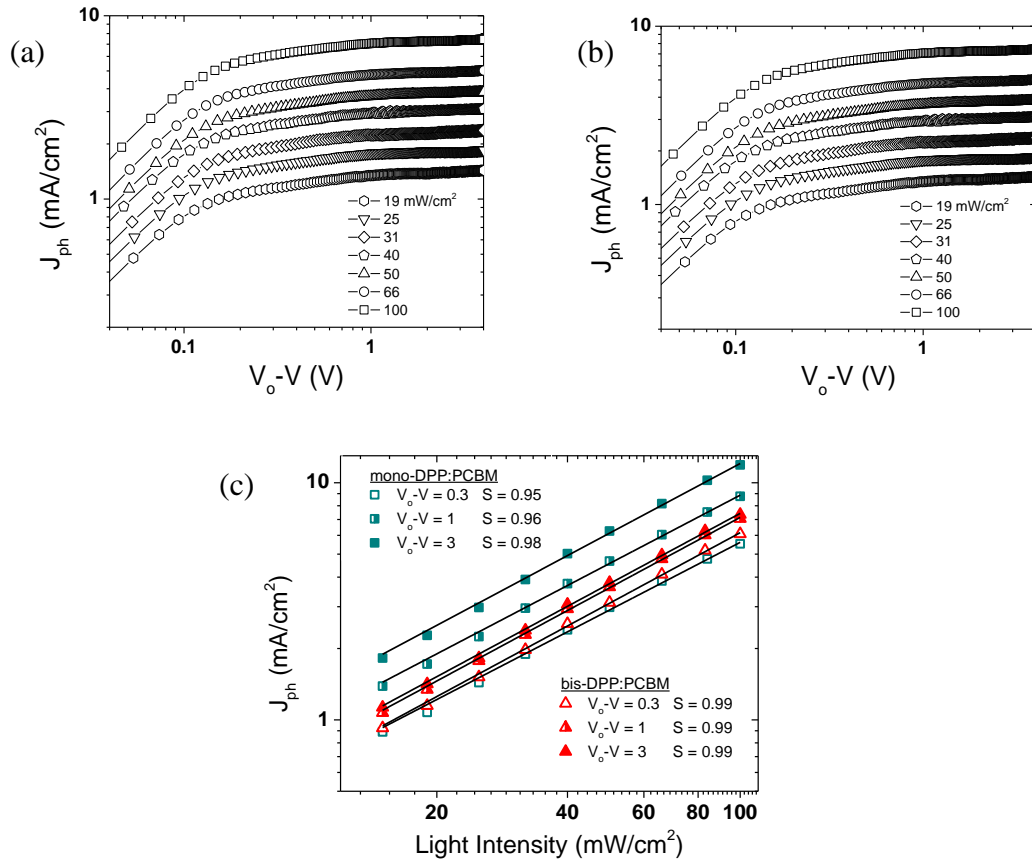 (a)
10
1
J_ph (mA/cm²)
19 mW/cm²
25
31
40
50
66
100
0.1
1
V_o-V (V)
(b)
10
1
J_ph (mA/cm²)
19 mW/cm²
25
31
40
50
66
100
0.1
1
V_o-V (V)
(c)
10
1
J_ph (mA/cm²)
mono-DPP:PCBM
V_o-V = 0.3 S = 0.95
V_o-V = 1 S = 0.96
V_o-V = 3 S = 0.98
bis-DPP:PCBM
V_o-V = 0.3 S = 0.99
V_o-V = 1 S = 0.99
V_o-V = 3 S = 0.99
20 40 60 80 100
Light Intensity (mW/cm²)